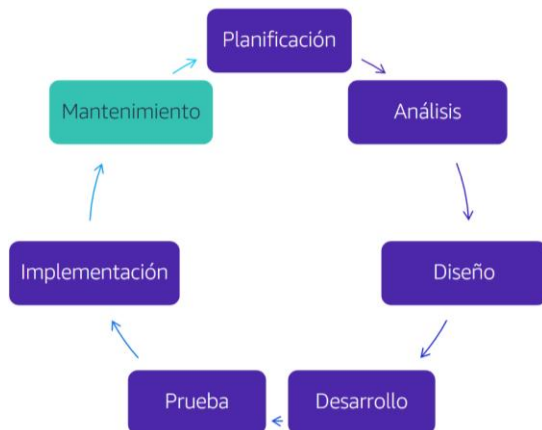 Planificación
Análisis
Diseño
Desarrollo
Prueba
Implementación
Mantenimiento